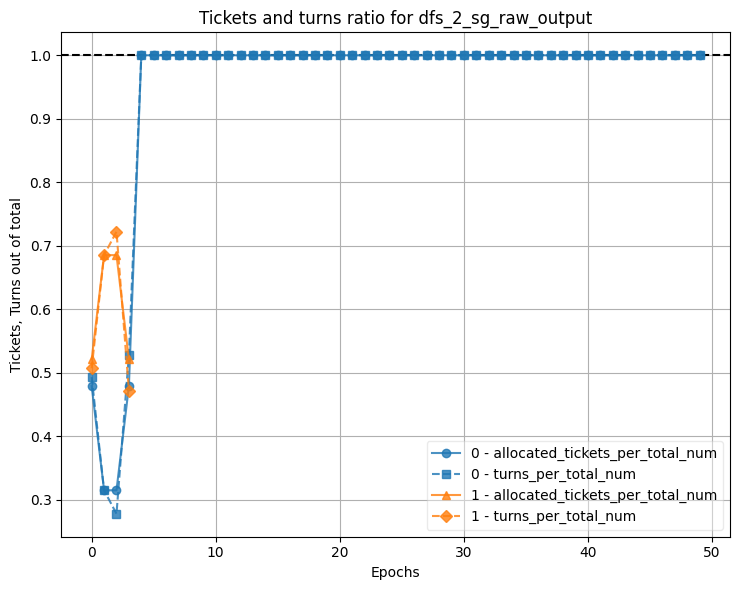 Tickets and turns ratio for dfs_2_sg_raw_output
Tickets, Turns out of total
1.0
0.9
0.8
0.7
0.6
0.5
0.4
0.3
0 - allocated_tickets_per_total_num
0 - turns_per_total_num
1 - allocated_tickets_per_total_num
1 - turns_per_total_num
0 10 20 30 40 50
Epochs